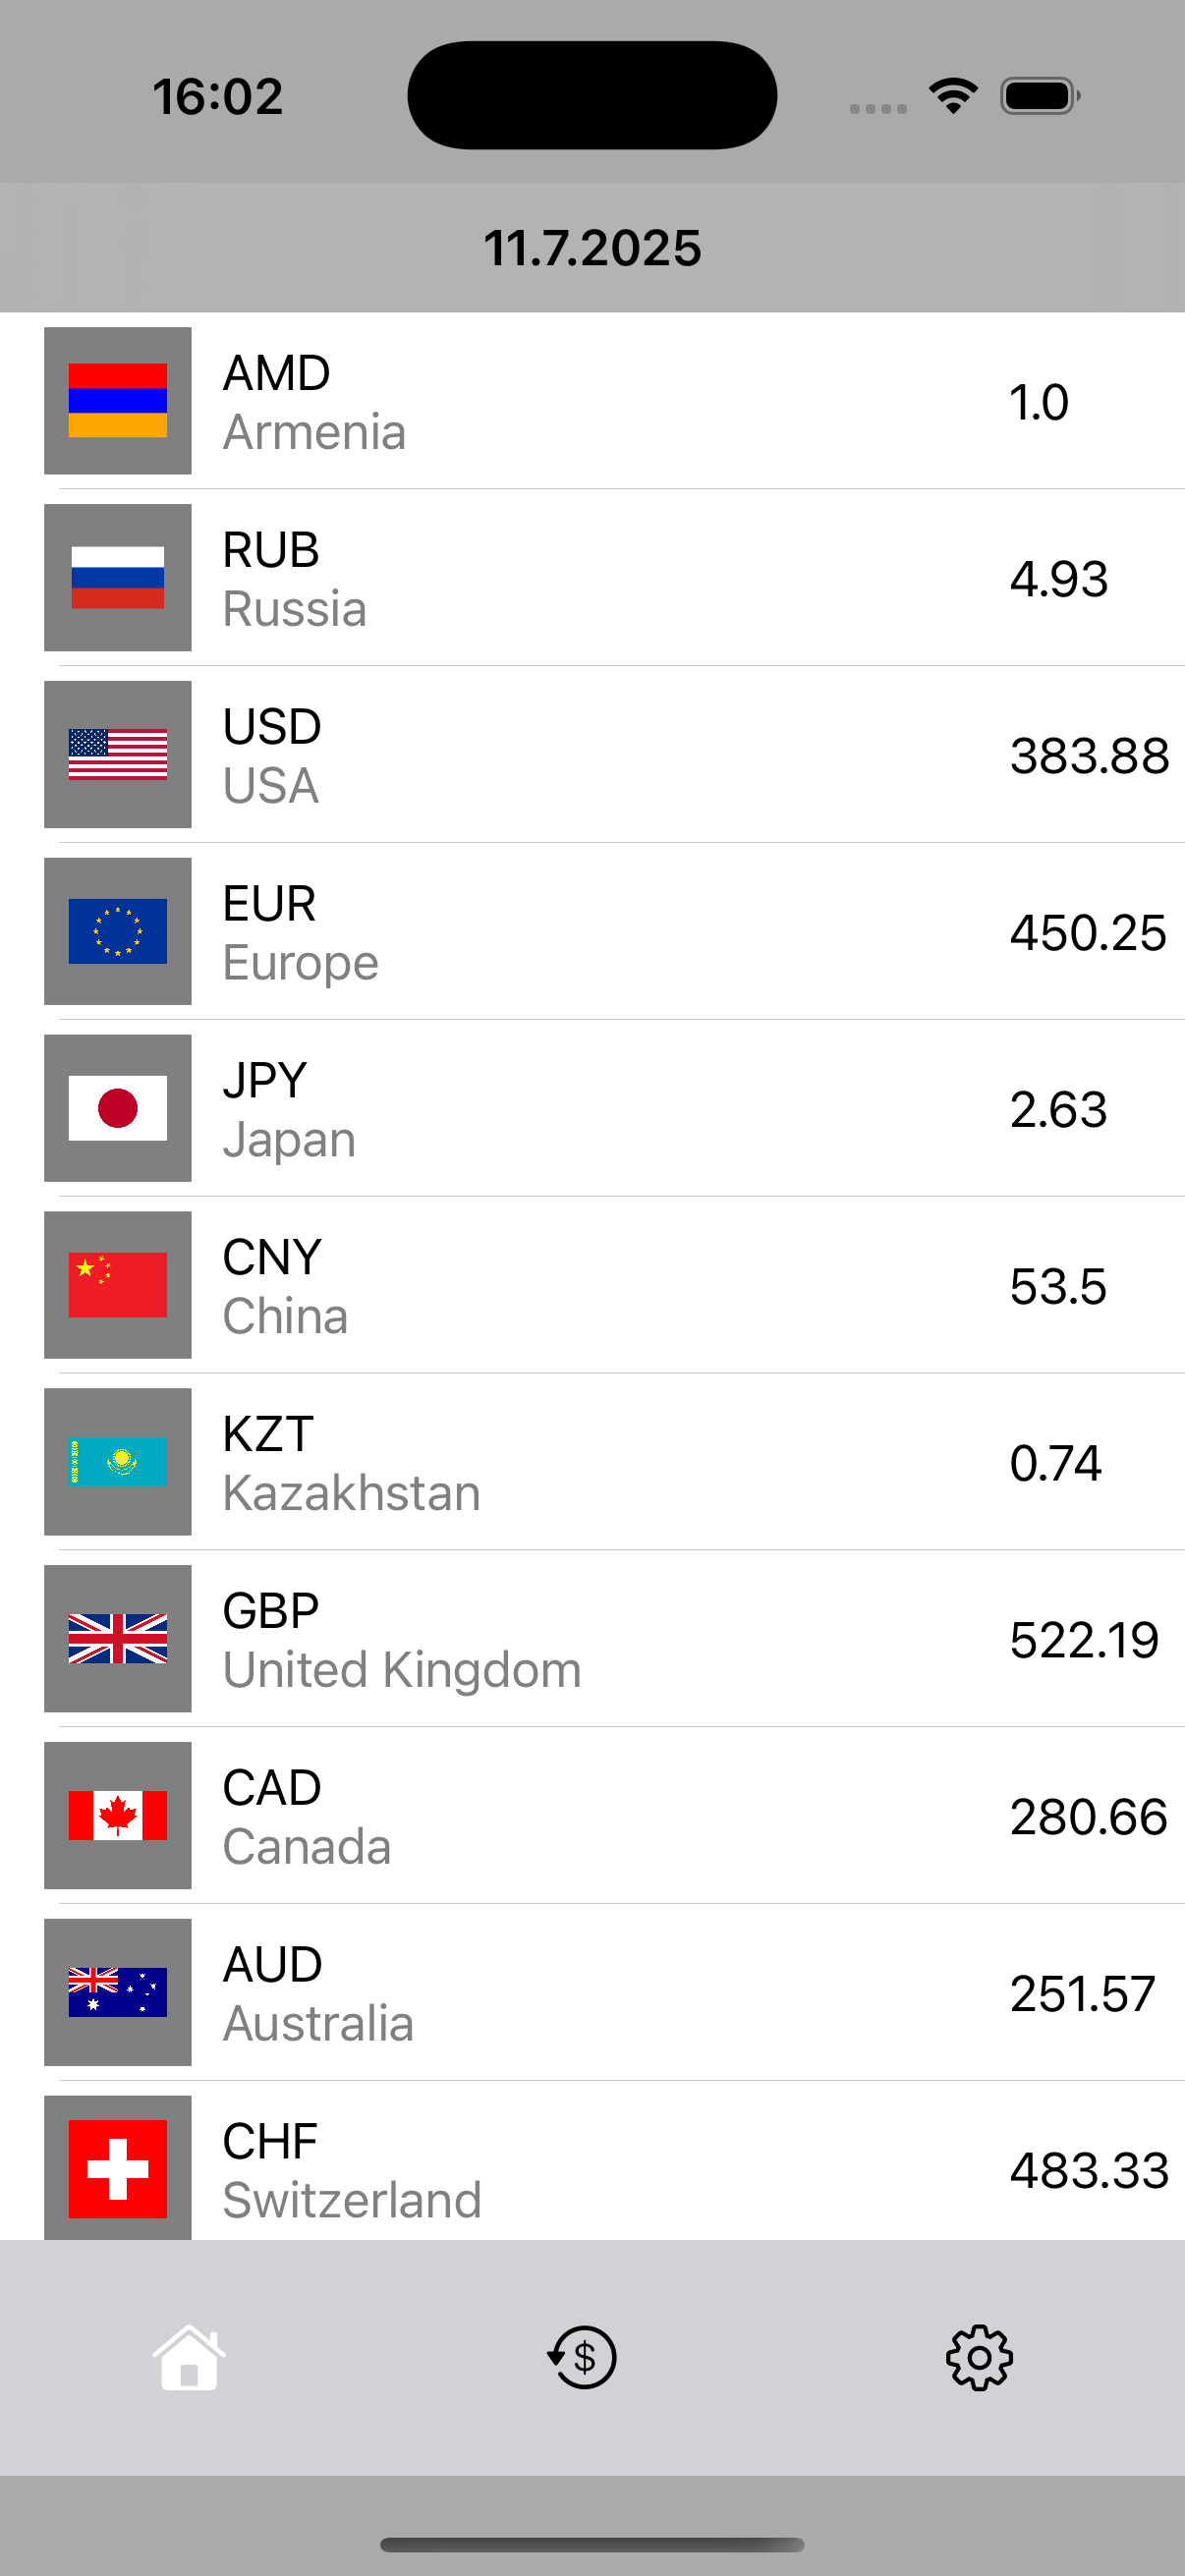 16:02
11.7.2025
AMD
Armenia
1.0
RUB
Russia
4.93
USD
USA
383.88
EUR
Europe
450.25
JPY
Japan
2.63
CNY
China
53.5
KZT
Kazakhstan
0.74
GBP
United Kingdom
522.19
CAD
Canada
280.66
AUD
Australia
251.57
CHF
Switzerland
483.33
$